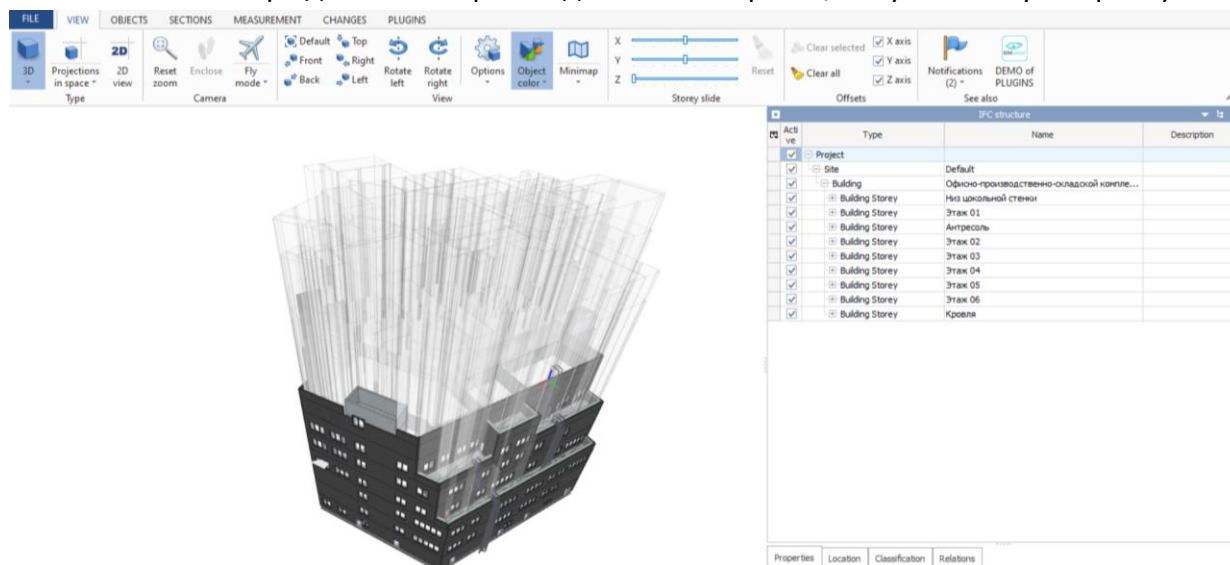 FILE VIEW OBJECTS SECTIONS MEASUREMENT CHANGES PLUGINS
3D
Projections in space
2D view
Type
Reset zoom
Enclose
Fly mode
Camera
Default Top
Front Right
Back Left
Rotate left
Rotate right
Options
Object color
Minimap
View
X
Y
Z
Reset
Storey slide
Clear selected
Clear all
X axis
Y axis
Z axis
Offsets
Notifications (2)
DEMO of PLUGINS
See also
IFC structure
Active Type Name Description
Project
Site Default
Building Офисно-производственно-складской компле...
Building Storey Низ цокольной стенки
Building Storey Этаж 01
Building Storey Антресоль
Building Storey Этаж 02
Building Storey Этаж 03
Building Storey Этаж 04
Building Storey Этаж 05
Building Storey Этаж 06
Building Storey Кровля
Properties Location Classification Relations